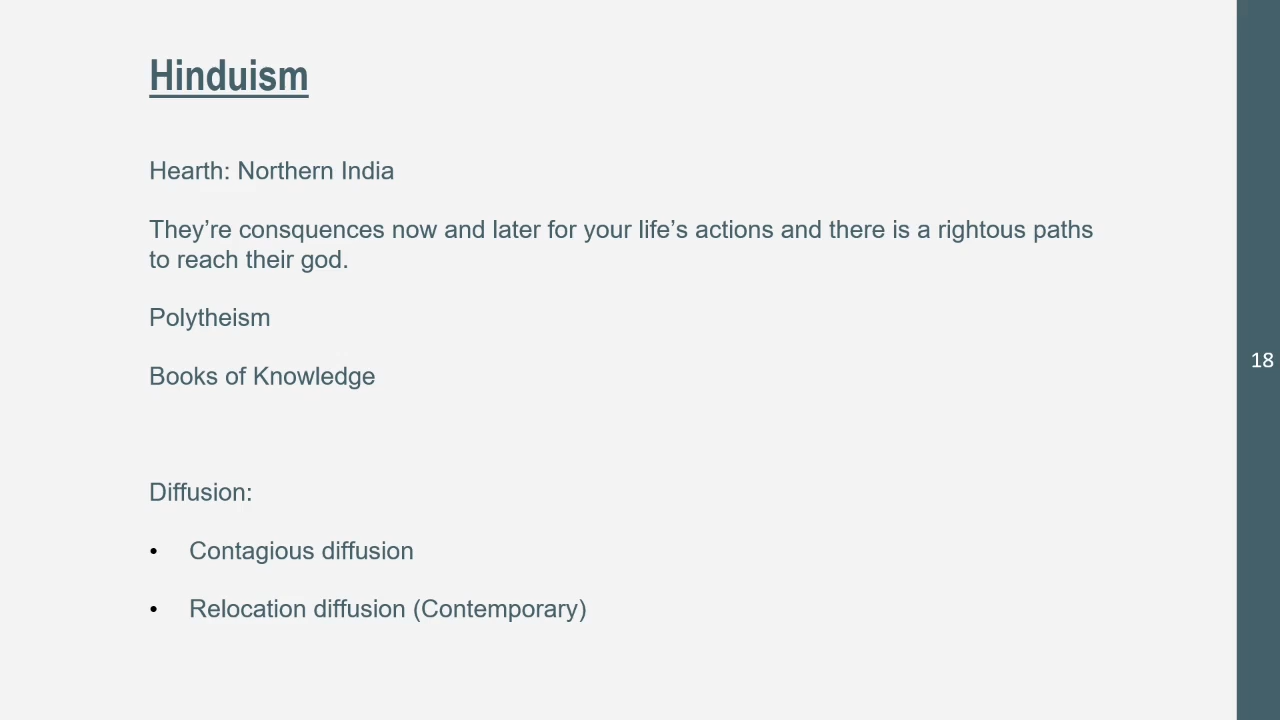 Hinduism
Hearth: Northern India
They’re consquences now and later for your life’s actions and there is a rightous paths
to reach their god.
Polytheism
Books of Knowledge
18
Diffusion:
• Contagious diffusion
• Relocation diffusion (Contemporary)